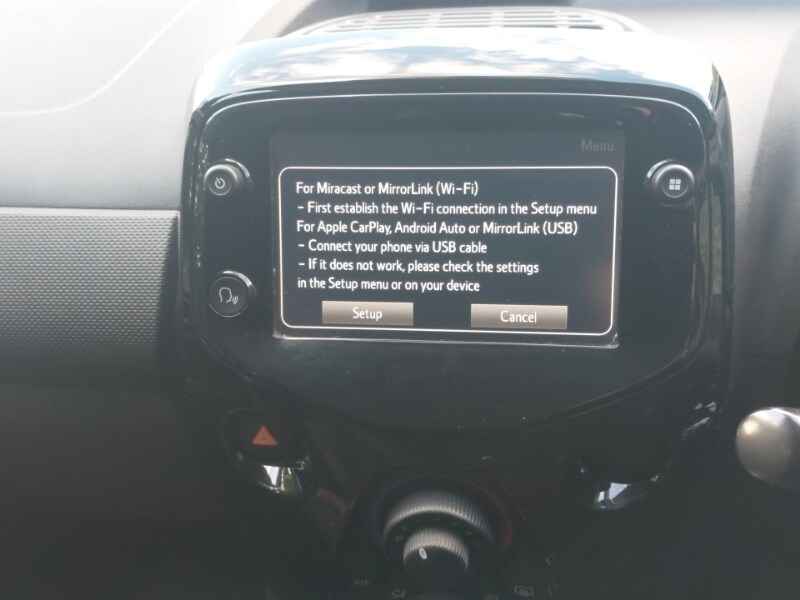 Menu
For Miracast or MirrorLink (Wi-Fi)
- First establish the Wi-Fi connection in the Setup menu
For Apple CarPlay, Android Auto or MirrorLink (USB)
- Connect your phone via USB cable
- If it does not work, please check the settings
in the Setup menu or on your device
Setup Cancel
A/C